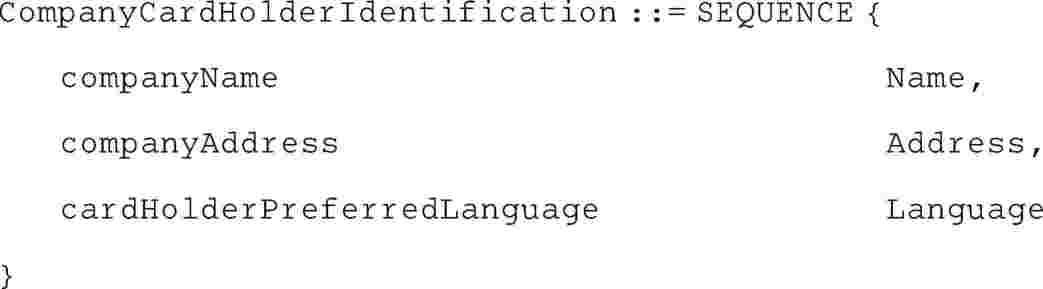 CompanyCardHolderIdentification ::= SEQUENCE {
companyName Name,
companyAddress Address,
cardHolderPreferredLanguage Language
}